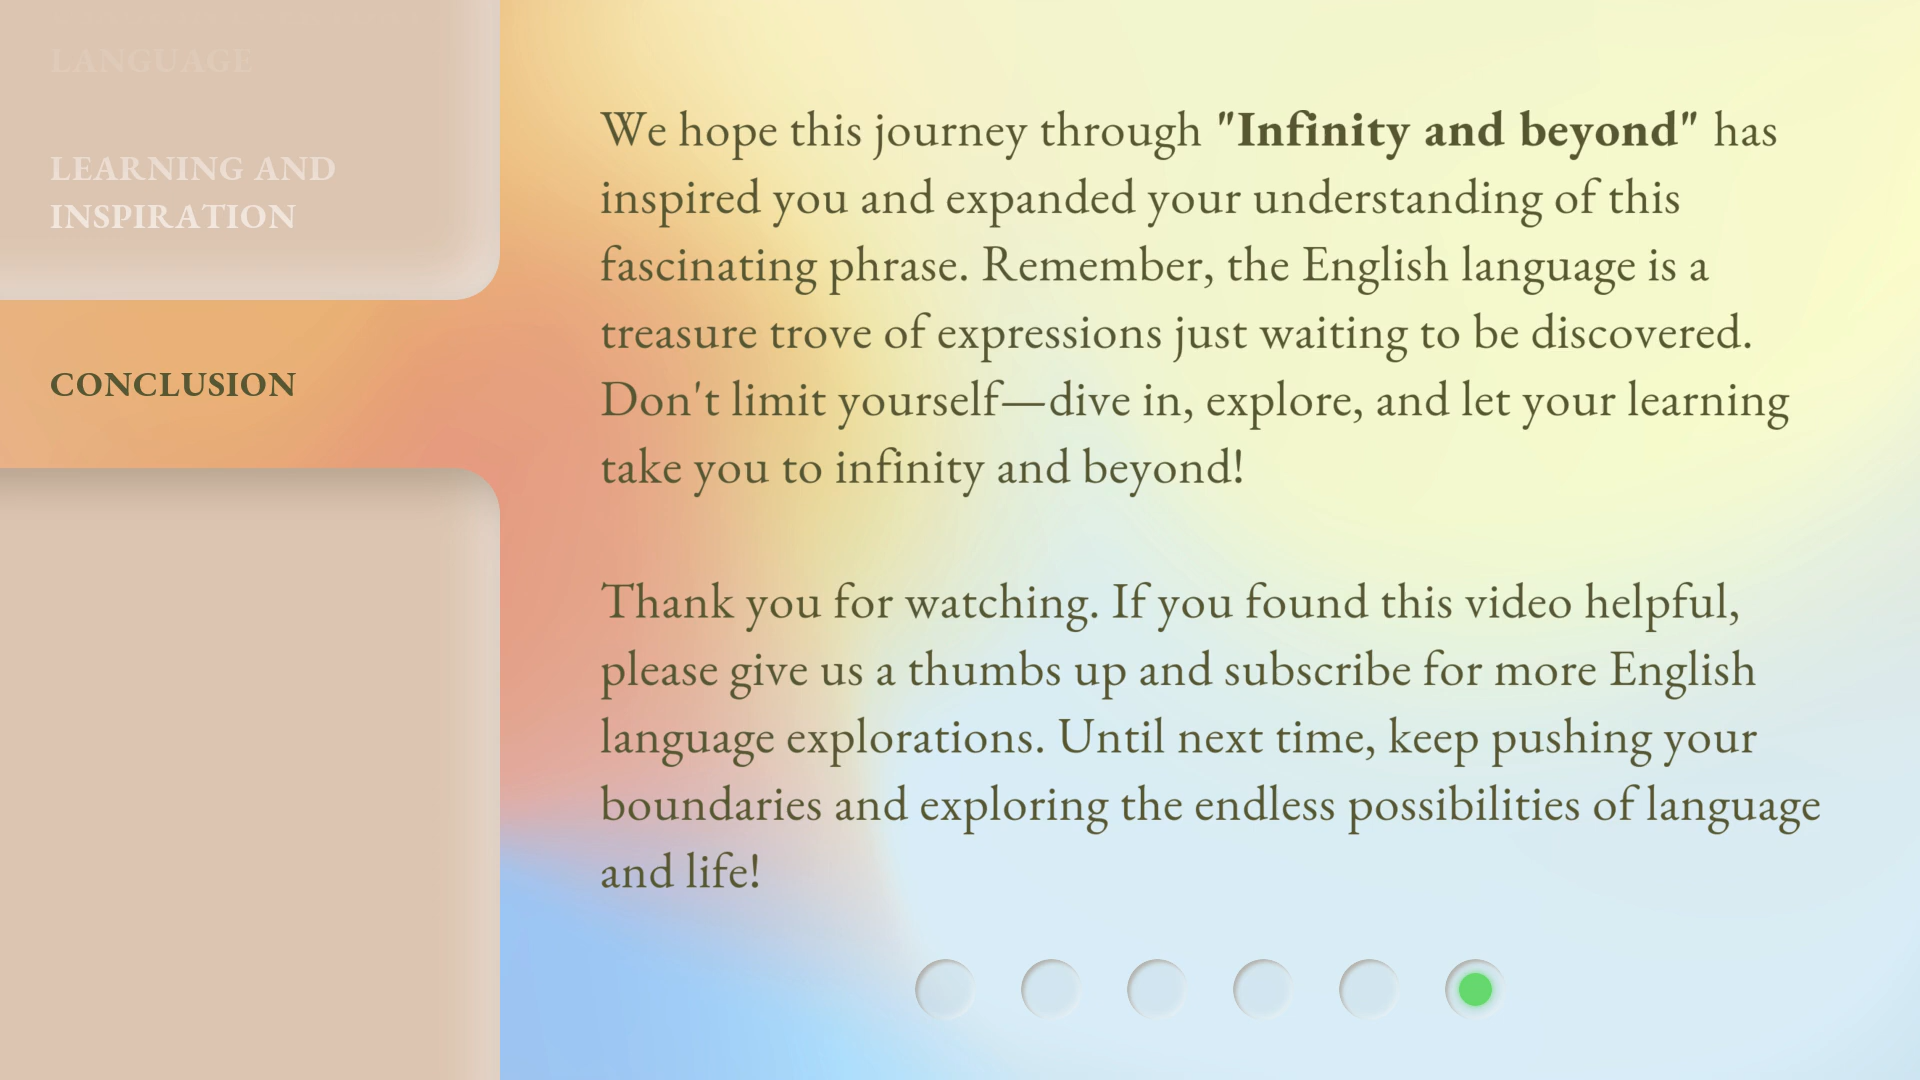 LANGUAGE
LEARNING AND
INSPIRATION
CONCLUSION
We hope this journey through "Infinity and beyond" has
inspired you and expanded your understanding of this
fascinating phrase. Remember, the English language is a
treasure trove of expressions just waiting to be discovered.
Don't limit yourself—dive in, explore, and let your learning
take you to infinity and beyond!
Thank you for watching. If you found this video helpful,
please give us a thumbs up and subscribe for more English
language explorations. Until next time, keep pushing your
boundaries and exploring the endless possibilities of language
and life!